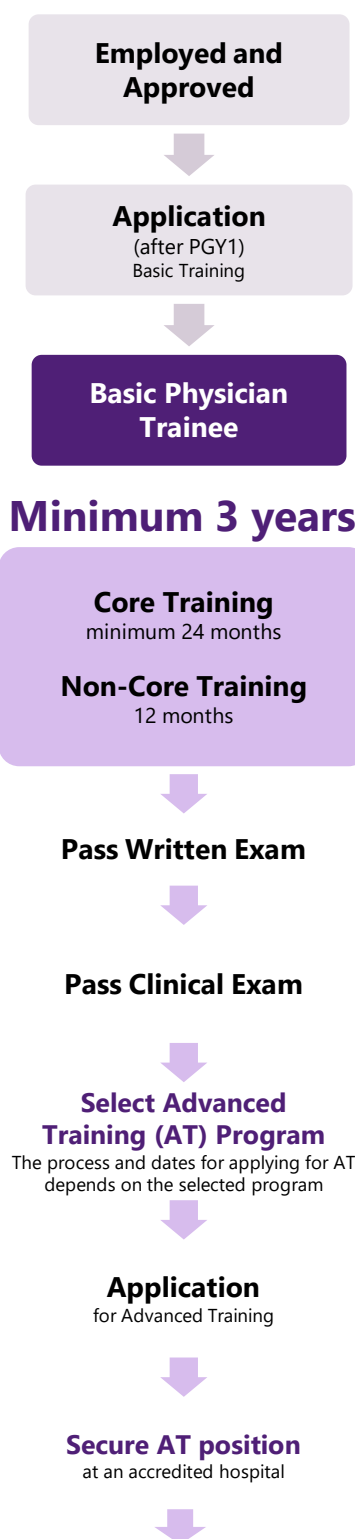 Employed and
Approved
Application
(after PGY1)
Basic Training
Basic Physician
Trainee
Minimum 3 years
Core Training
minimum 24 months
Non-Core Training
12 months
Pass Written Exam
Pass Clinical Exam
Select Advanced
Training (AT) Program
The process and dates for applying for AT
depends on the selected program
Application
for Advanced Training
Secure AT position
at an accredited hospital